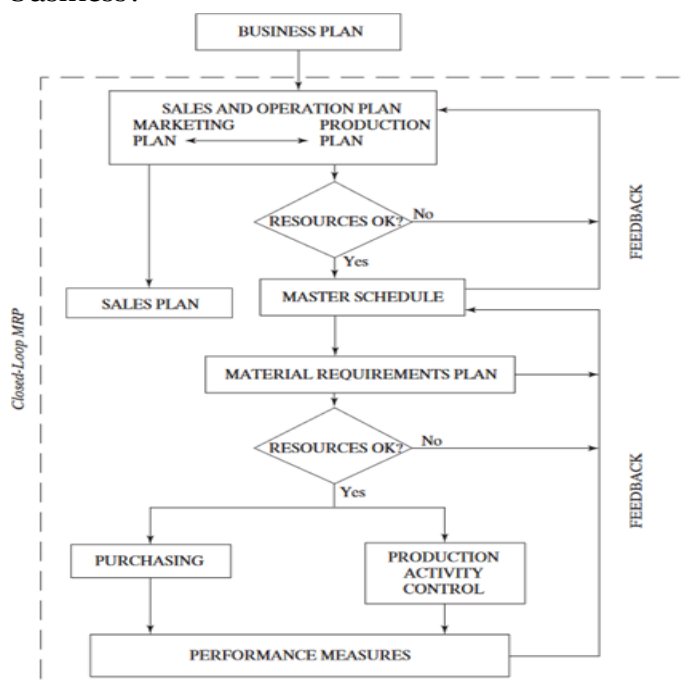 business?
BUSINESS PLAN
SALES AND OPERATION PLAN
MARKETING PRODUCTION
PLAN PLAN
RESOURCES OK?
No
Yes
FEEDBACK
SALES PLAN
MASTER SCHEDULE
Closed-Loop MRP
MATERIAL REQUIREMENTS PLAN
RESOURCES OK?
No
Yes
FEEDBACK
PURCHASING
PRODUCTION
ACTIVITY
CONTROL
PERFORMANCE MEASURES